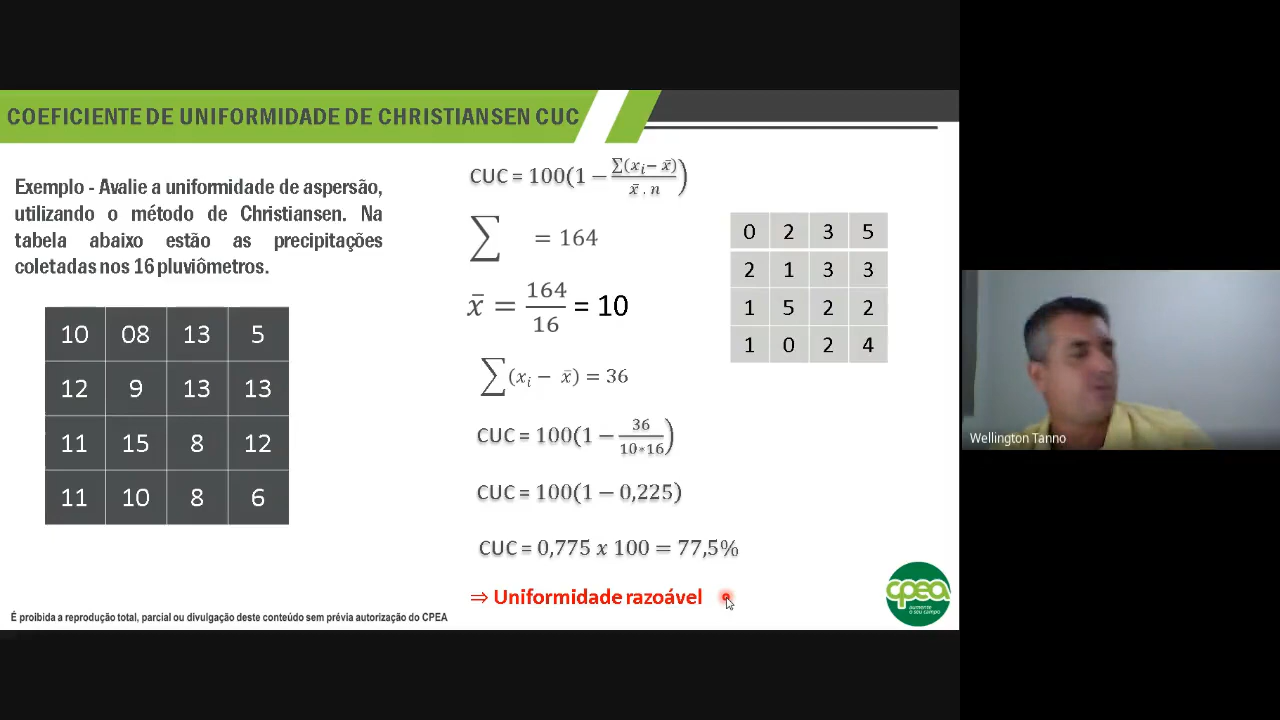 COEFICIENTE DE UNIFORMIDADE DE CHRISTIANSEN CUC
Exemplo - Avalie a uniformidade de aspersão,
utilizando o método de Christiansen. Na
tabela abaixo estão as precipitações
coletadas nos 16 pluviômetros.
10 08 13 5
12 9 13 13
11 15 8 12
11 10 8 6
CUC = 100(1 − ∑(xᵢ− x̄) / x̄ . n)
∑ = 164
x̄ = 164/16 = 10
∑(xᵢ − x̄) = 36
CUC = 100(1 − 36/10*16)
CUC = 100(1 − 0,225)
CUC = 0,775 x 100 = 77,5%
⇒ Uniformidade razoável
0 2 3 5
2 1 3 3
1 5 2 2
1 0 2 4
É proibida a reprodução total, parcial ou divulgação deste conteúdo sem prévia autorização do CPEA
cpea
aumente
o seu campo
Wellington Tanno